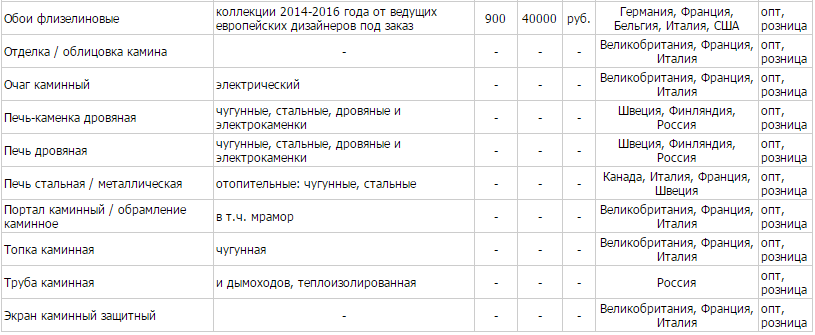 Обои флизелиновые коллекции 2014-2016 года от ведущих европейских дизайнеров под заказ 900 40000 руб. Германия, Франция, Бельгия, Италия, США опт, розница
Отделка / облицовка камина - - - - Великобритания, Франция, Италия опт, розница
Очаг каминный электрический - - - Великобритания, Франция, Италия опт, розница
Печь-каменка дровяная чугунные, стальные, дровяные и электрокаменки - - - Швеция, Финляндия, Россия опт, розница
Печь дровяная чугунные, стальные, дровяные и электрокаменки - - - Швеция, Финляндия, Россия опт, розница
Печь стальная / металлическая отопительные: чугунные, стальные - - - Канада, Италия, Франция, Швеция опт, розница
Портал каминный / обрамление каминное в т.ч. мрамор - - - Великобритания, Франция, Италия опт, розница
Топка каминная чугунная - - - Великобритания, Франция, Италия опт, розница
Труба каминная и дымоходов, теплоизолированная - - - Россия опт, розница
Экран каминный защитный - - - - Великобритания, Франция, Италия опт, розница